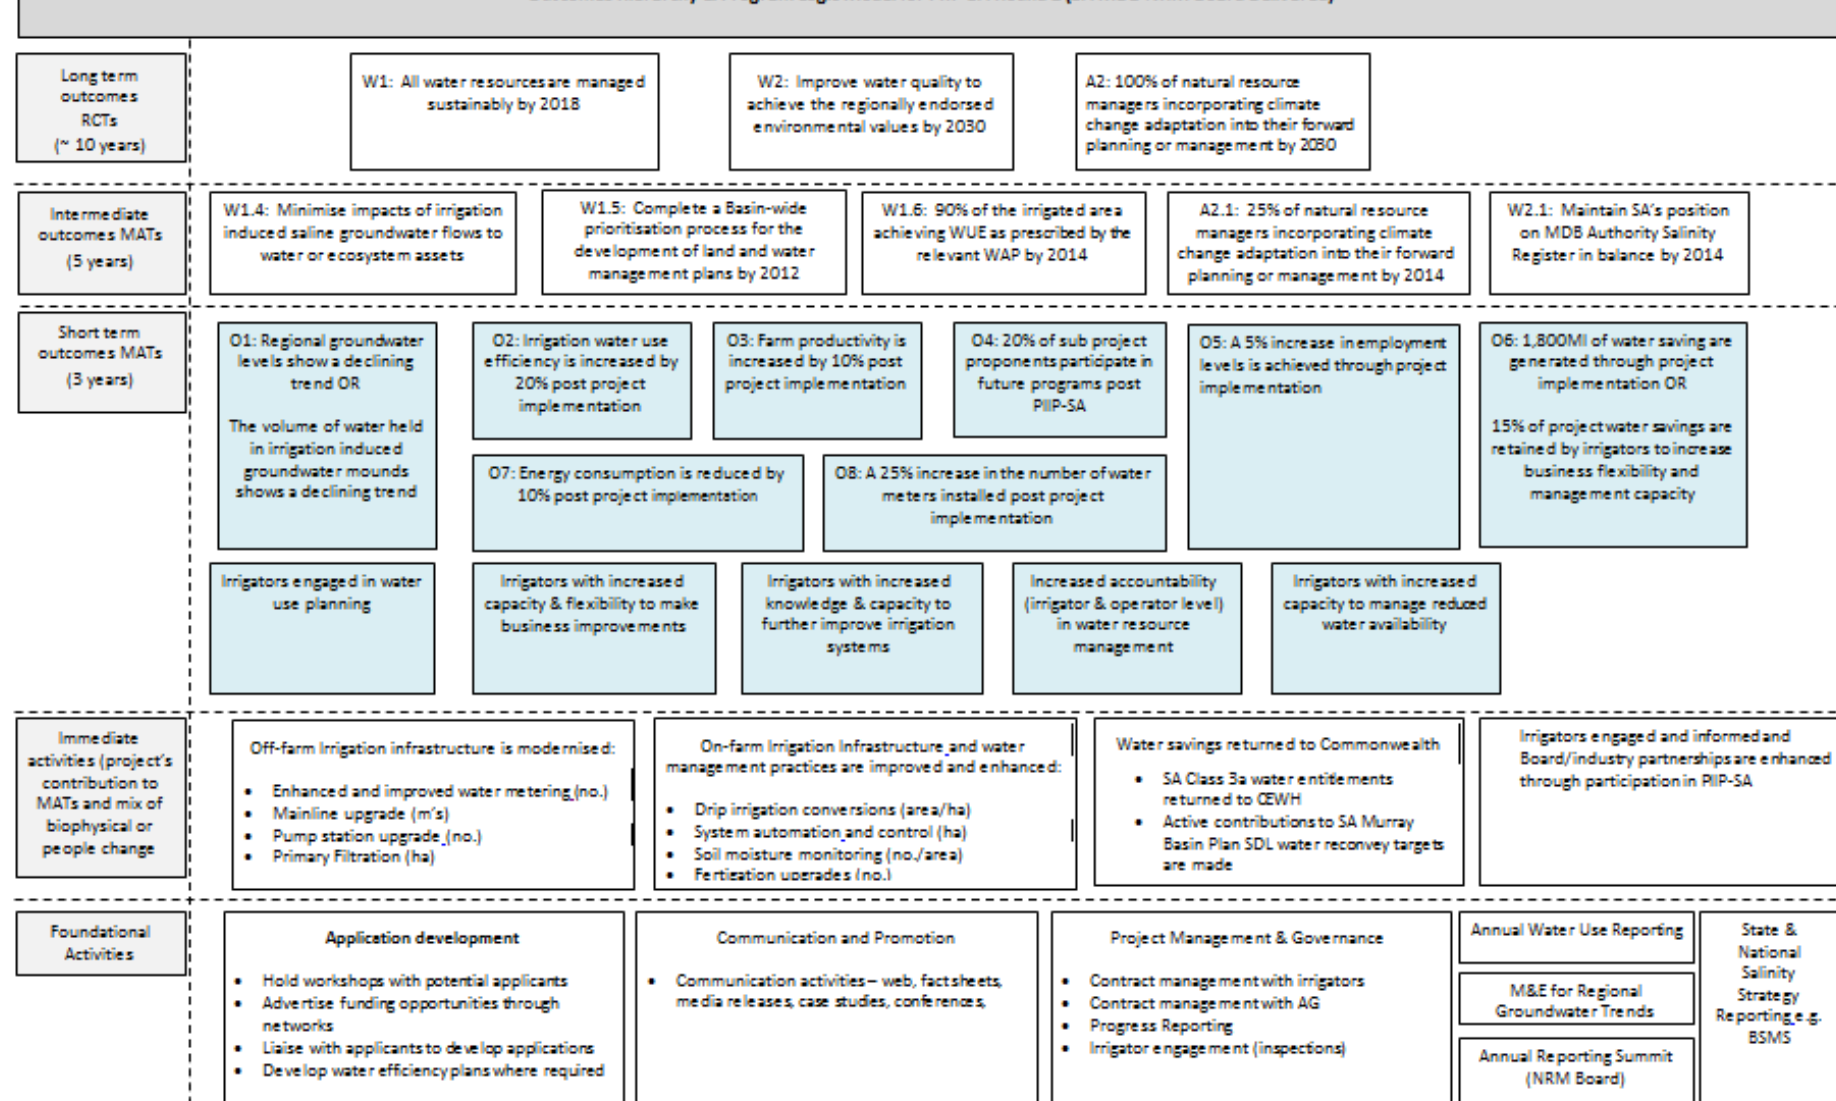 Long term
outcomes
RCTs
(~ 10 years)
W1: All water resources are managed
sustainably by 2018
W2: Improve water quality to
achieve the regionally endorsed
environmental values by 2030
A2: 100% of natural resource
managers incorporating climate
change adaptation into their forward
planning or management by 2030
Intermediate
outcomes MATs
(5 years)
W1.4: Minimise impacts of irrigation
induced saline groundwater flows to
water or ecosystem assets
W1.5: Complete a Basin-wide
prioritisation process for the
development of land and water
management plans by 2012
W1.6: 90% of the irrigated area
achieving WUE as prescribed by the
relevant WAP by 2014
A2.1: 25% of natural resource
managers incorporating climate
change adaptation into their forward
planning or management by 2014
W2.1: Maintain SA's position
on MDB Authority Salinity
Register in balance by 2014
Short term
outcomes MATs
(3 years)
O1: Regional groundwater
levels show a declining
trend OR
The volume of water held
in irrigation induced
groundwater mounds
shows a declining trend
O2: Irrigation water use
efficiency is increased by
20% post project
implementation
O3: Farm productivity is
increased by 10% post
project implementation
O4: 20% of sub project
proponents participate in
future programs post
PIIP-SA
O5: A 5% increase in employment
levels is achieved through project
implementation
O6: 1,800Ml of water saving are
generated through project
implementation OR
15% of project water savings are
retained by irrigators to increase
business flexibility and
management capacity
O7: Energy consumption is reduced by
10% post project implementation
O8: A 25% increase in the number of water
meters installed post project
implementation
Irrigators engaged in water
use planning
Irrigators with increased
capacity & flexibility to make
business improvements
Irrigators with increased
knowledge & capacity to
further improve irrigation
systems
Increased accountability
(irrigator & operator level)
in water resource
management
Irrigators with increased
capacity to manage reduced
water availability
Immediate
activities (project's
contribution to
MATs and mix of
biophysical or
people change
Off-farm Irrigation infrastructure is modernised:
• Enhanced and improved water metering (no.)
• Mainline upgrade (m's)
• Pump station upgrade (no.)
• Primary Filtration (ha)
On-farm Irrigation Infrastructure and water
management practices are improved and enhanced:
• Drip irrigation conversions (area/ha)
• System automation and control (ha)
• Soil moisture monitoring (no./area)
• Fertigation upgrades (no.)
Water savings returned to Commonwealth
• SA Class 3a water entitlements
returned to CEWH
• Active contributions to SA Murray
Basin Plan SDL water reconvey targets
are made
Irrigators engaged and informed and
Board/industry partnerships are enhanced
through participation in PIIP-SA
Foundational
Activities
Application development
• Hold workshops with potential applicants
• Advertise funding opportunities through
networks
• Liaise with applicants to develop applications
• Develop water efficiency plans where required
Communication and Promotion
• Communication activities – web, fact sheets,
media releases, case studies, conferences,
Project Management & Governance
• Contract management with irrigators
• Contract management with AG
• Progress Reporting
• Irrigator engagement (inspections)
Annual Water Use Reporting
M&E for Regional
Groundwater Trends
Annual Reporting Summit
(NRM Board)
State &
National
Salinity
Strategy
Reporting e.g.
BSMS